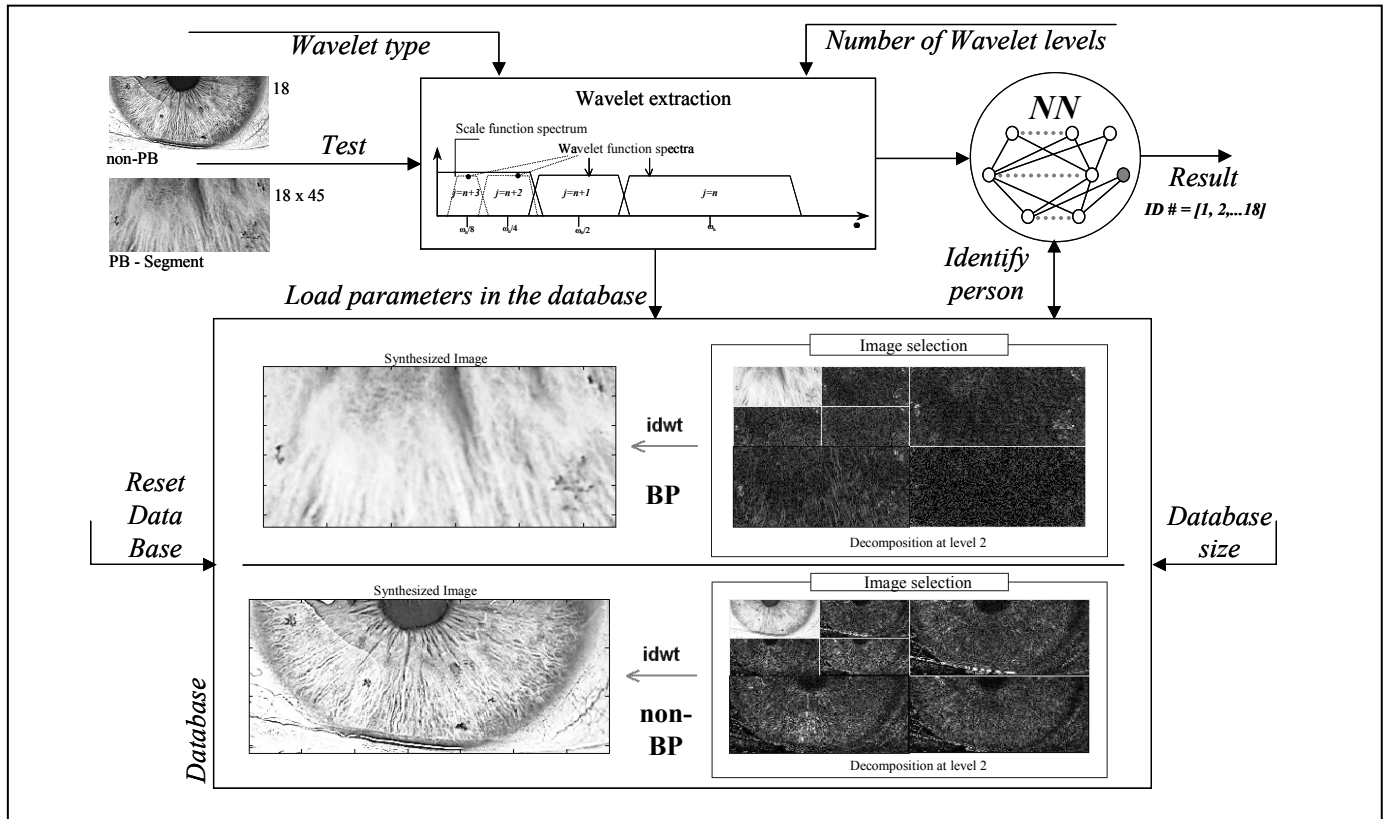 Wavelet type
Number of Wavelet levels
18
non-PB
Test
18 x 45
PB - Segment
Wavelet extraction
Scale function spectrum
Wavelet function spectra
j=n+3
j=n+2
j=n+1
j=n
ω₀/8
ω₀/4
ω₀/2
ω₀
NN
Result
ID # = [1, 2,...18]
Identify
person
Load parameters in the database
Synthesized Image
Image selection
idwt
BP
Decomposition at level 2
Reset
Data
Base
Database
size
Synthesized Image
Image selection
idwt
non-
BP
Decomposition at level 2
Database